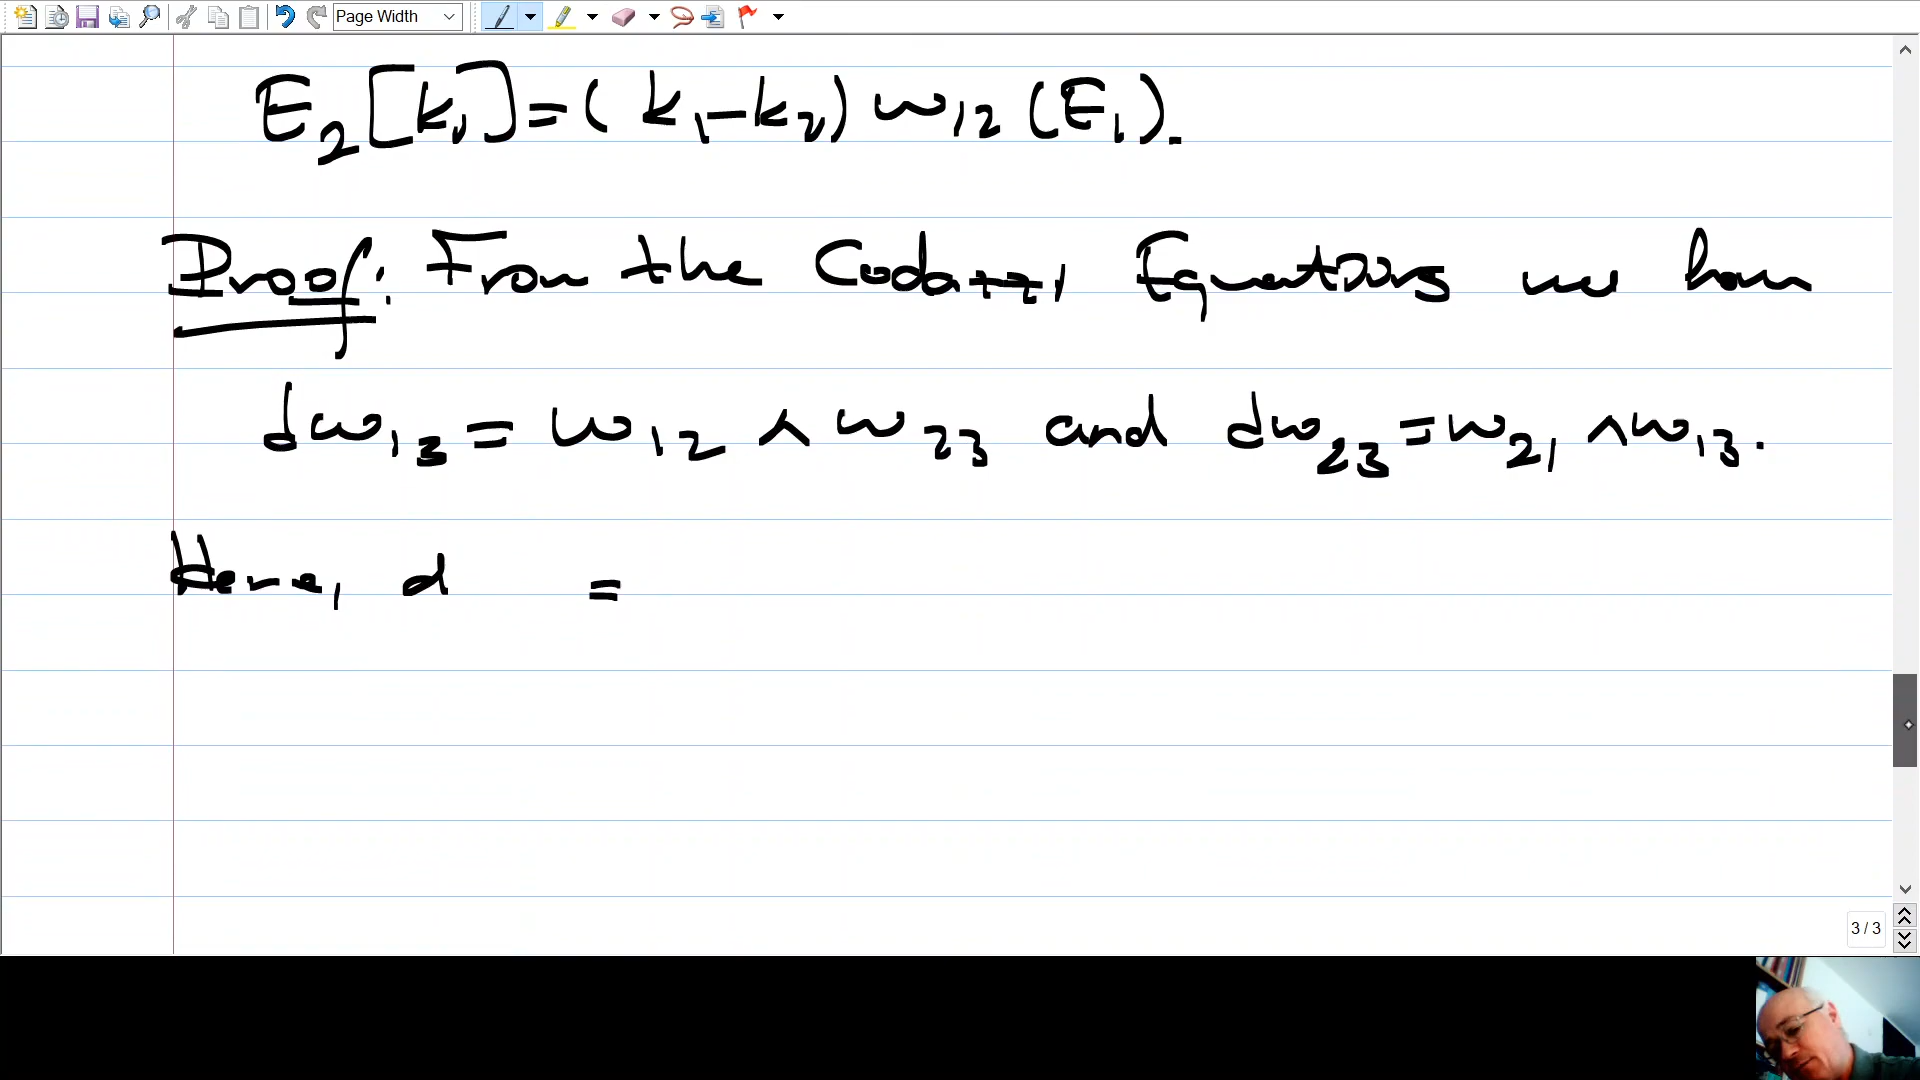 Page Width
E₂[k₁]=(k₁-k₂) ω₁₂ (E₁).
Proof: From the Codazzi Equations we have
dω₁₃ = ω₁₂ ∧ ω₂₃ and dω₂₃ = ω₂₁ ∧ ω₁₃.
Hence, d =
3 / 3